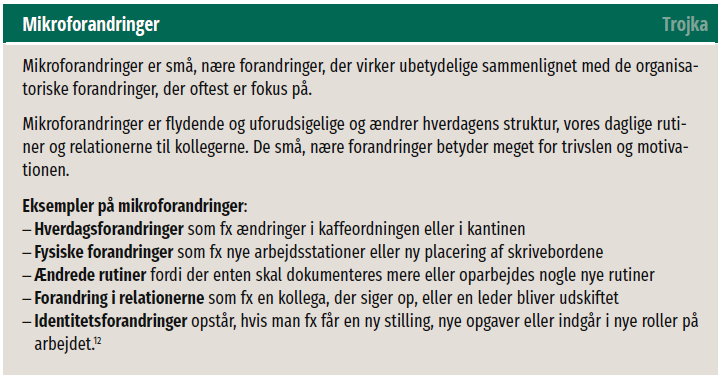 Mikroforandringer Trojka
Mikroforandringer er små, nære forandringer, der virker ubetydelige sammenlignet med de organisa-
toriske forandringer, der oftest er fokus på.
Mikroforandringer er flydende og uforudsigelige og ændrer hverdagens struktur, vores daglige ruti-
ner og relationerne til kollegerne. De små, nære forandringer betyder meget for trivslen og motiva-
tionen.
Eksempler på mikroforandringer:
– Hverdagsforandringer som fx ændringer i kaffeordningen eller i kantinen
– Fysiske forandringer som fx nye arbejdsstationer eller ny placering af skrivebordene
– Ændrede rutiner fordi der enten skal dokumenteres mere eller oparbejdes nogle nye rutiner
– Forandring i relationerne som fx en kollega, der siger op, eller en leder bliver udskiftet
– Identitetsforandringer opstår, hvis man fx får en ny stilling, nye opgaver eller indgår i nye roller på
arbejdet.12